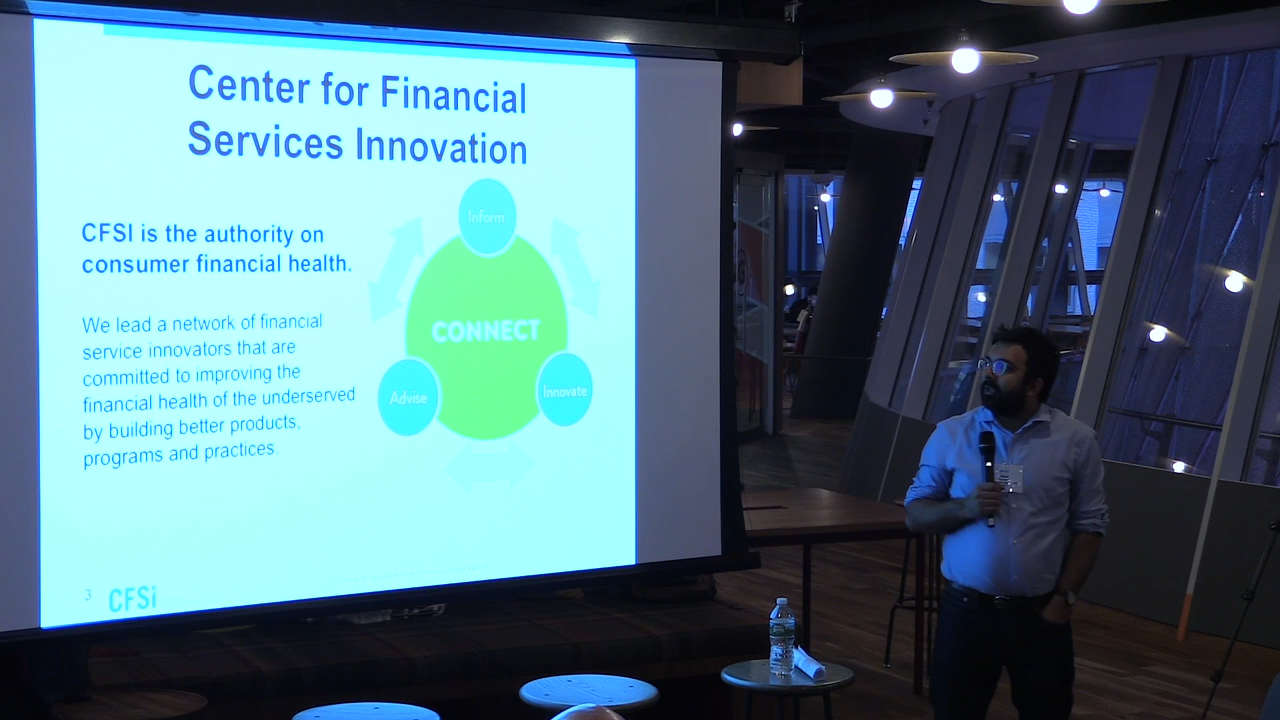 Center for Financial
Services Innovation
CFSI is the authority on
consumer financial health.
We lead a network of financial
service innovators that are
committed to improving the
financial health of the underserved
by building better products,
programs and practices.
Inform
CONNECT
Advise
Innovate
3
CFSi